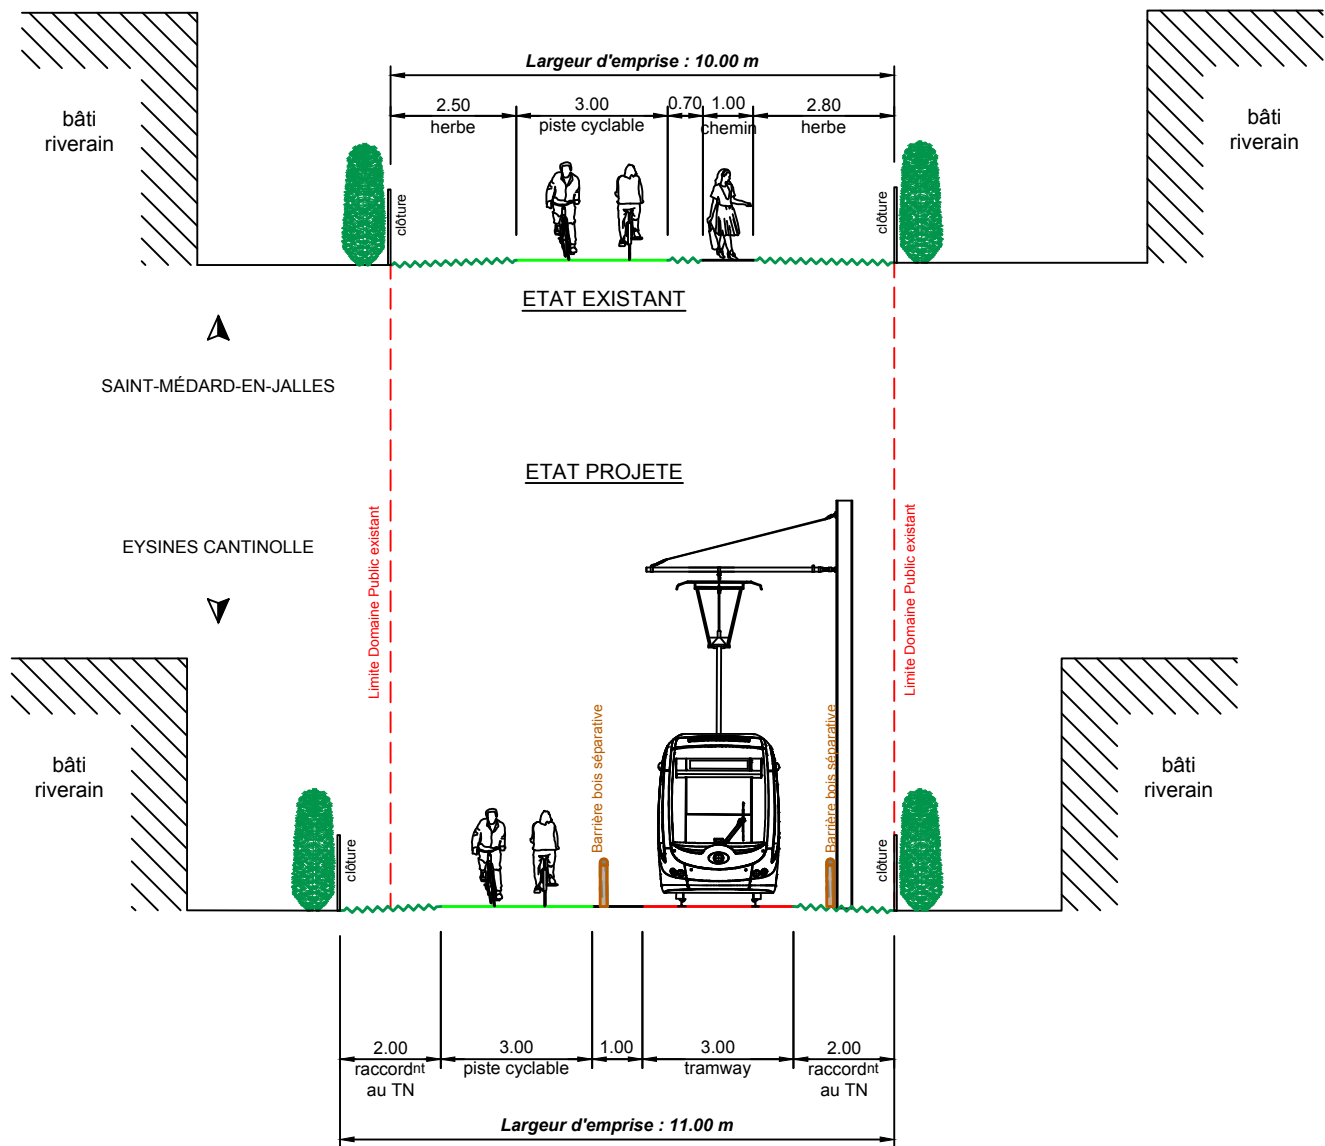 Largeur d'emprise : 10.00 m
2.50
3.00
0.70
1.00
2.80
herbe
piste cyclable
chemin
herbe
bâti
riverain
bâti
riverain
clôture
clôture
ETAT EXISTANT
SAINT-MÉDARD-EN-JALLES
ETAT PROJETE
EYSINES CANTINOLLE
Limite Domaine Public existant
Limite Domaine Public existant
Barrière bois séparative
Barrière bois séparative
bâti
riverain
bâti
riverain
clôture
clôture
2.00
3.00
1.00
3.00
2.00
raccordnt
au TN
piste cyclable
tramway
raccordnt
au TN
Largeur d'emprise : 11.00 m